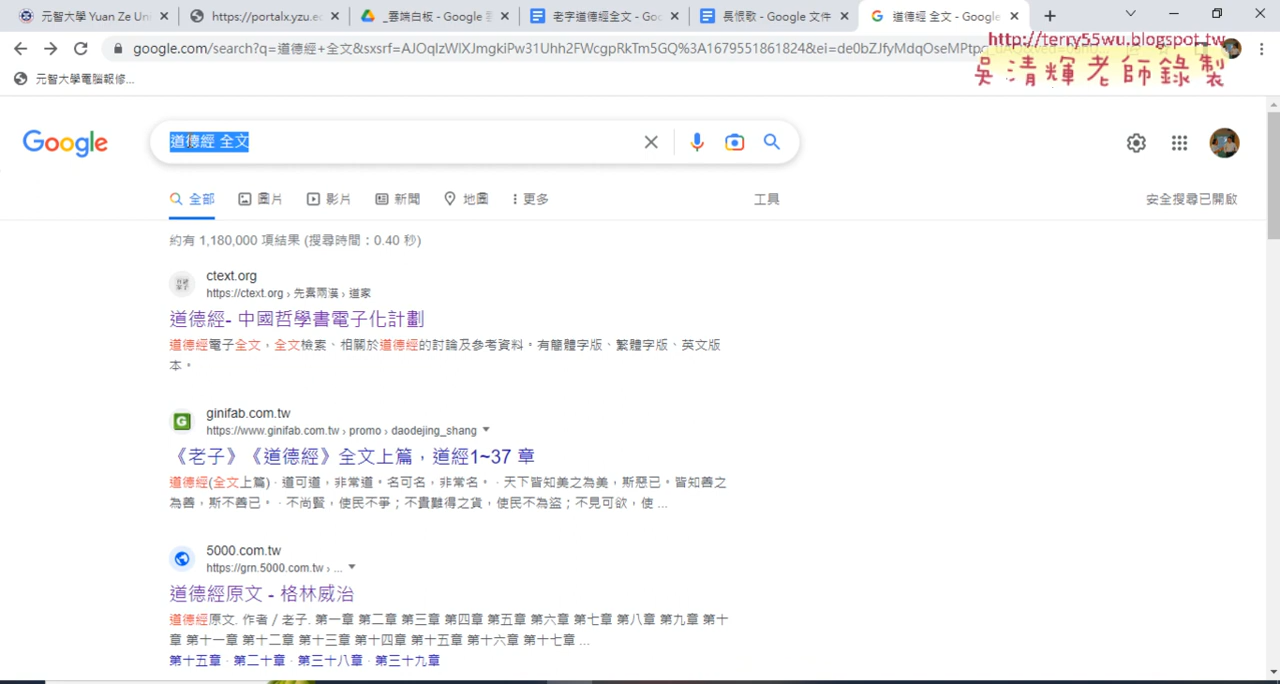 元智大學 Yuan Ze Uni
https://portalx.yzu.ec
_雲端白板 - Google 雲
老字道德經全文 - Goo
長恨歌 - Google 文件
道德經 全文 - Google
google.com/search?q=道德經+全文&sxsrf=AJOqlzWlXJmgkiPw31Uhh2FWcgpRkTm5GQ%3A1679551861824&ei=de0bZJfyMdqOseMPtp
http://terry55wu.blogspot.tw
元智大學電腦報修...
吳清輝老師錄製
Google
道德經 全文
全部
圖片
影片
新聞
地圖
更多
工具
安全搜尋已開啟
約有 1,180,000 項結果 (搜尋時間：0.40 秒)
ctext.org
https://ctext.org › 先秦兩漢 › 道家
道德經- 中國哲學書電子化計劃
道德經電子全文，全文檢索、相關於道德經的討論及參考資料。有簡體字版、繁體字版、英文版
本。
G
ginifab.com.tw
https://www.ginifab.com.tw › promo › daodejing_shang
《老子》《道德經》全文上篇，道經1~37 章
道德經(全文上篇) · 道可道，非常道。名可名，非常名。 · 天下皆知美之為美，斯惡已。皆知善之
為善，斯不善已。 · 不尚賢，使民不爭；不貴難得之貨，使民不為盜；不見可欲，使 ...
5000.com.tw
https://grn.5000.com.tw › ...
道德經原文 - 格林威治
道德經原文. 作者 / 老子. 第一章 第二章 第三章 第四章 第五章 第六章 第七章 第八章 第九章 第十
章 第十一章 第十二章 第十三章 第十四章 第十五章 第十六章 第十七章 ...
第十五章 · 第二十章 · 第三十八章 · 第三十九章